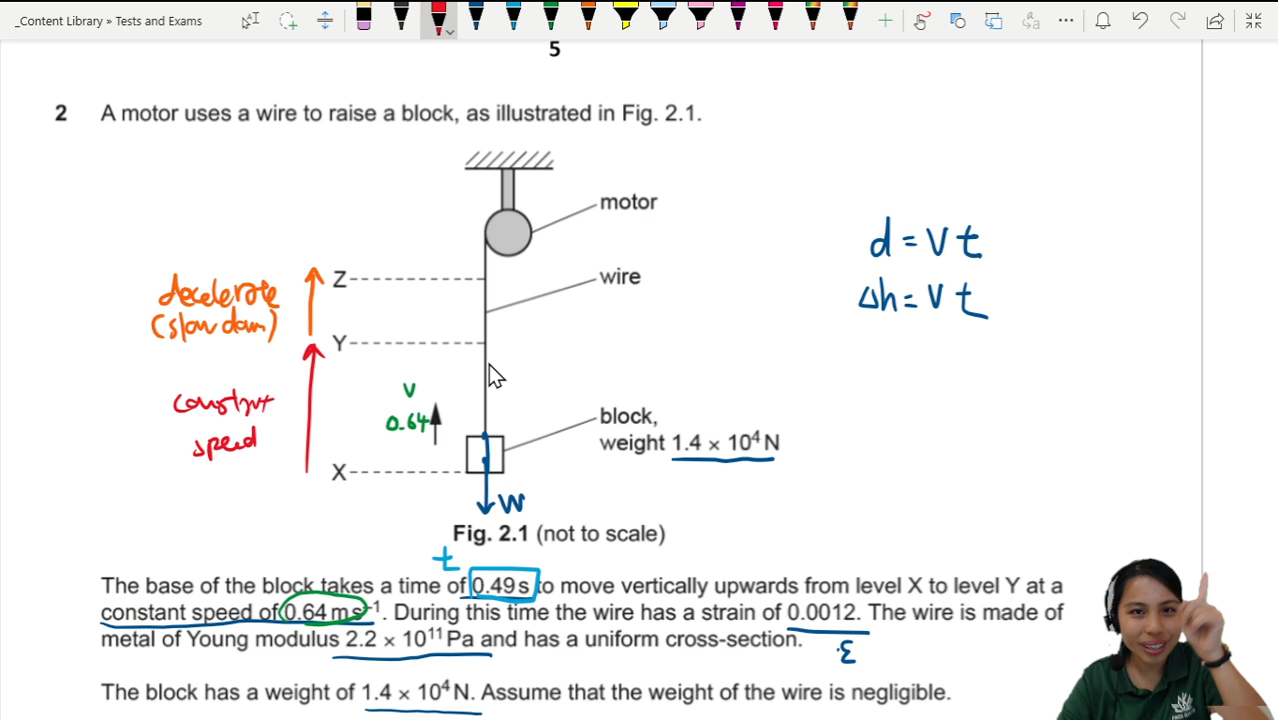 _Content Library » Tests and Exams
5
2 A motor uses a wire to raise a block, as illustrated in Fig. 2.1.
motor
d = vt
Z
wire
decelerate
(slow down)
Δh = vt
Y
v
constant
0.64
block,
speed
weight 1.4 × 10⁴ N
X
W
Fig. 2.1 (not to scale)
t
The base of the block takes a time of 0.49 s to move vertically upwards from level X to level Y at a
constant speed of 0.64 m s⁻¹. During this time the wire has a strain of 0.0012. The wire is made of
metal of Young modulus 2.2 × 10¹¹ Pa and has a uniform cross-section.
ε
The block has a weight of 1.4 × 10⁴ N. Assume that the weight of the wire is negligible.